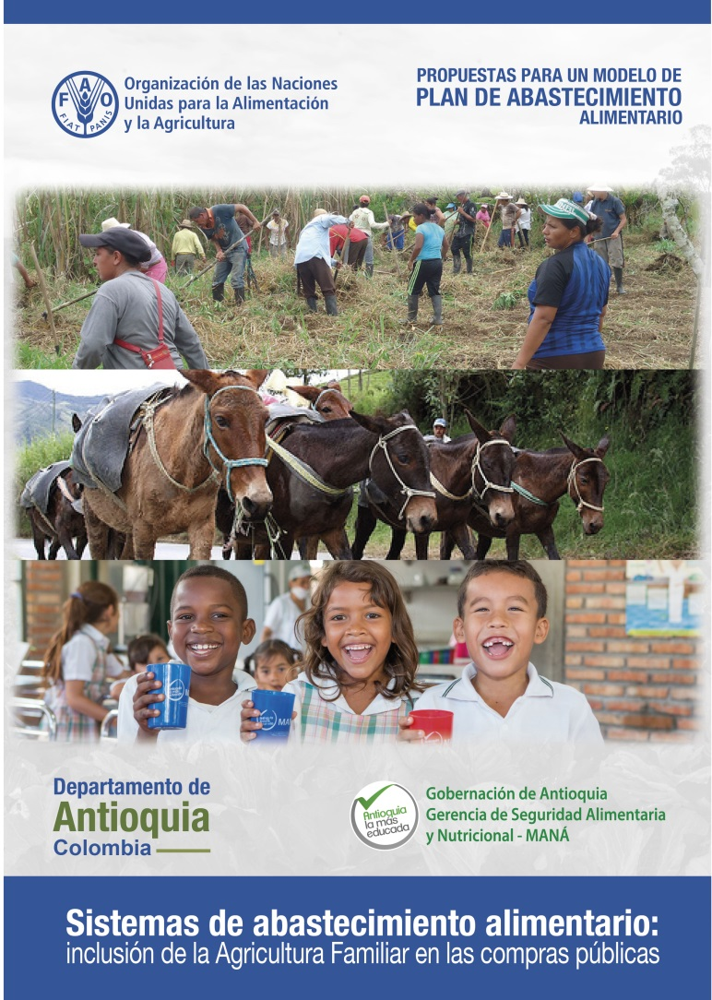 FAO
FIAT PANIS
Organización de las Naciones
Unidas para la Alimentación
y la Agricultura
PROPUESTAS PARA UN MODELO DE
PLAN DE ABASTECIMIENTO
ALIMENTARIO
Departamento de
Antioquia
Colombia
Antioquia
la más
educada
Gobernación de Antioquia
Gerencia de Seguridad Alimentaria
y Nutricional - MANÁ
Sistemas de abastecimiento alimentario:
inclusión de la Agricultura Familiar en las compras públicas